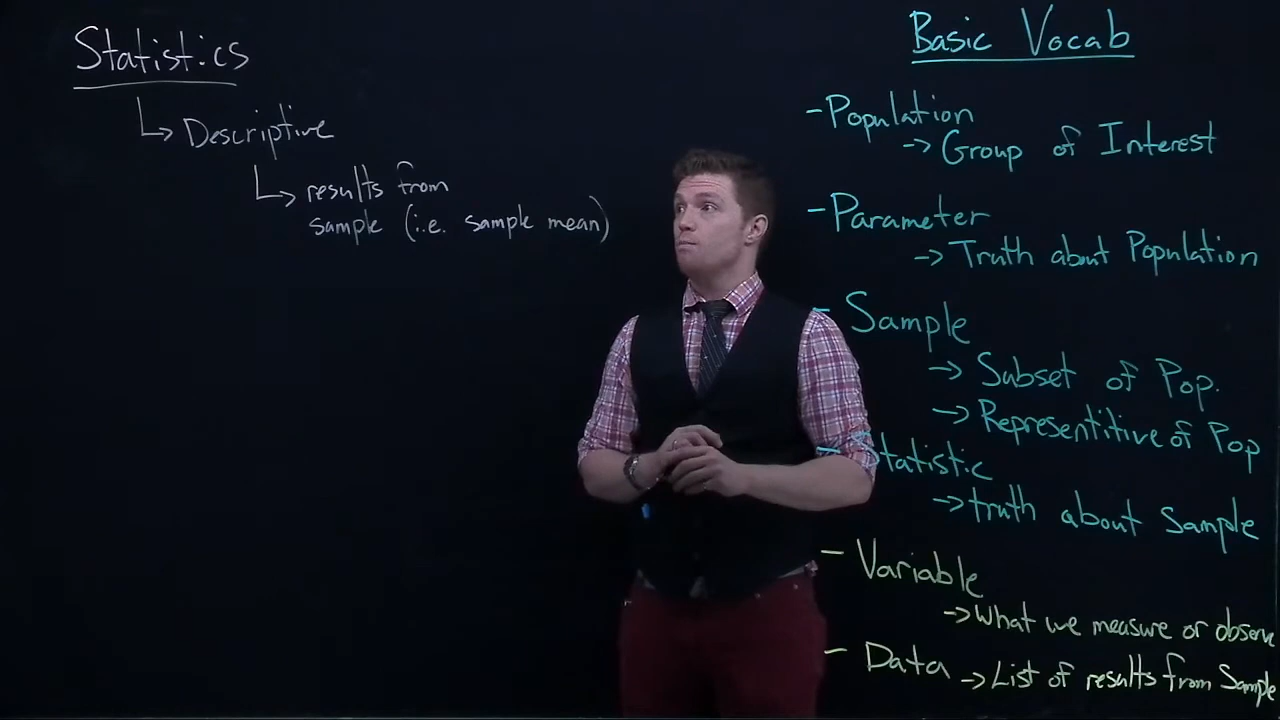 Statistics
Descriptive
results from
sample (i.e. sample mean)
Basic Vocab
- Population
→ Group of Interest
- Parameter
→ Truth about Population
- Sample
→ Subset of Pop.
→ Representitive of Pop
- Statistic
→ truth about Sample
- Variable
→ What we measure or observe
- Data → List of results from Sample